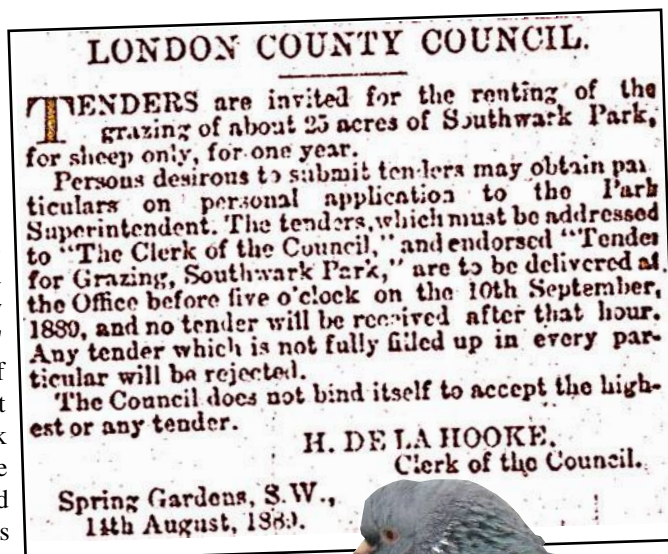 LONDON COUNTY COUNCIL.
TENDERS are invited for the renting of the
grazing of about 25 acres of Southwark Park,
for sheep only, for one year.
Persons desirous to submit tenders may obtain par
ticulars on personal application to the Park
Superintendent. The tenders, which must be addressed
to "The Clerk of the Council," and endorsed "Tender
for Grazing, Southwark Park," are to be delivered at
the Office before five o'clock on the 10th September,
1889, and no tender will be received after that hour.
Any tender which is not fully filled up in every par-
ticular will be rejected.
The Council does not bind itself to accept the high-
est or any tender.
H. DE LA HOOKE.
Clerk of the Council.
Spring Gardens, S.W.,
14th August, 1889.